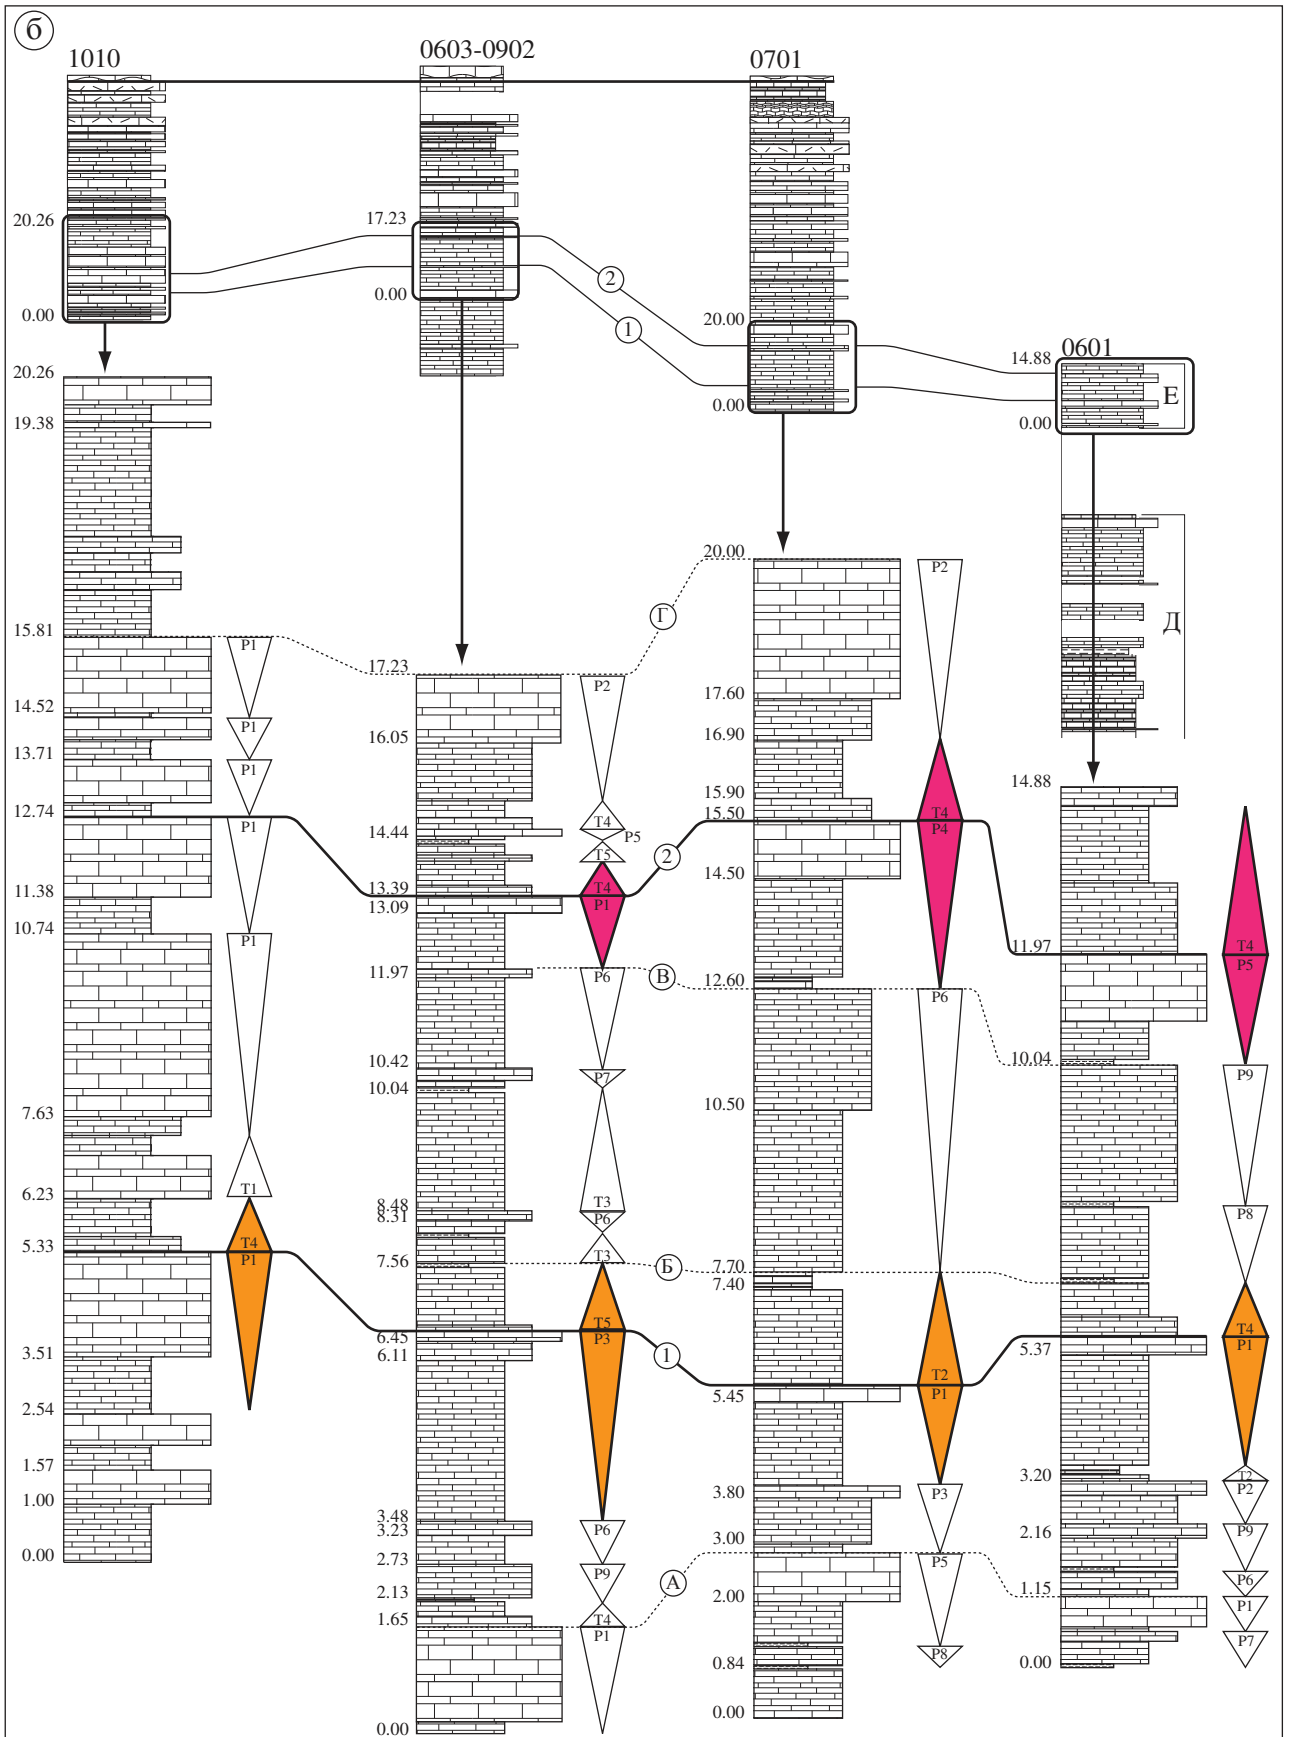 б
1010
0603-0902
0701
0601
20.26
0.00
17.23
0.00
2
1
20.00
0.00
14.88
0.00
Е
Д
20.26
19.38
15.81
14.52
13.71
12.74
11.38
10.74
7.63
6.23
5.33
3.51
2.54
1.57
1.00
0.00
P1
P1
P1
P1
P1
T1
T4
P1
17.23
16.05
14.44
13.39
13.09
11.97
10.42
10.04
8.48
8.31
7.56
6.45
6.11
3.48
3.23
2.73
2.13
1.65
0.00
P2
T4
P5
T5
T4
P1
P6
P7
T3
P6
T3
T5
P3
P6
P9
T4
P1
Г
2
В
Б
1
А
20.00
17.60
16.90
15.90
15.50
14.50
12.60
10.50
7.70
7.40
5.45
3.80
3.00
2.00
0.84
0.00
P2
T4
P4
P6
T2
P1
P3
P5
P8
14.88
11.97
10.04
5.37
3.20
2.16
1.15
0.00
T4
P5
P9
P8
T4
P1
T2
P2
P9
P6
P1
P7